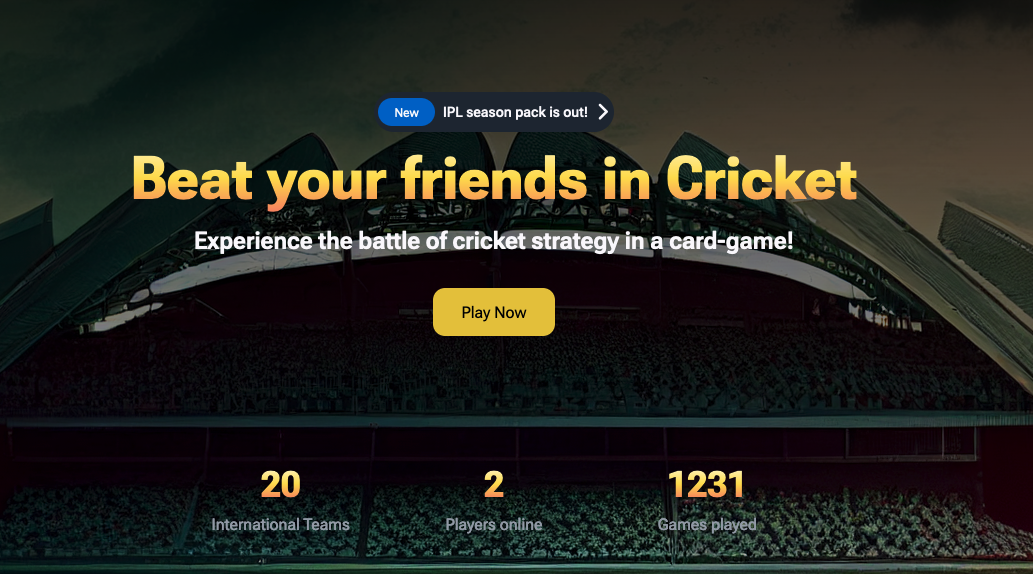 New IPL season pack is out!
Beat your friends in Cricket
Experience the battle of cricket strategy in a card-game!
Play Now
20 2 1231
International Teams Players online Games played